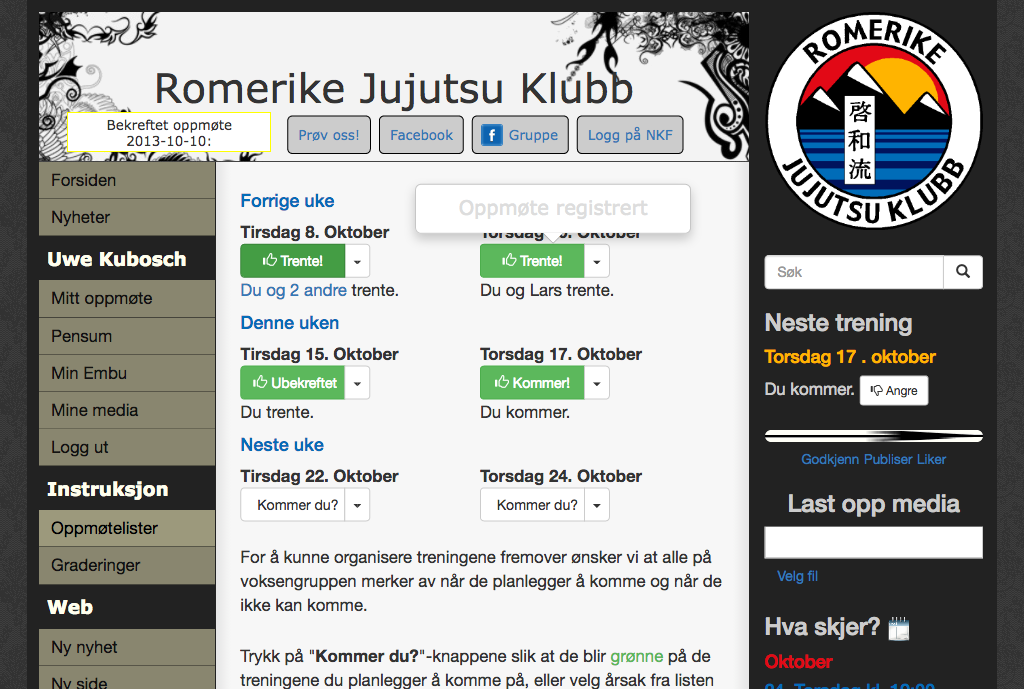 Romerike Jujutsu Klubb
Bekreftet oppmøte
2013-10-10:
Prøv oss!
Facebook
f Gruppe
Logg på NKF
ROMERIKE
啓和流
JUJUTSU KLUBB
Forsiden
Nyheter
Uwe Kubosch
Mitt oppmøte
Pensum
Min Embu
Mine media
Logg ut
Instruksjon
Oppmøtelister
Graderinger
Web
Ny nyhet
Ny side
Forrige uke
Oppmøte registrert
Tirsdag 8. Oktober
Oktober
Trente!
Trente!
Du og 2 andre trente.
Du og Lars trente.
Denne uken
Tirsdag 15. Oktober
Torsdag 17. Oktober
Ubekreftet
Kommer!
Du trente.
Du kommer.
Neste uke
Tirsdag 22. Oktober
Torsdag 24. Oktober
Kommer du?
Kommer du?
For å kunne organisere treningene fremover ønsker vi at alle på
voksengruppen merker av når de planlegger å komme og når de
ikke kan komme.
Trykk på "Kommer du?"-knappene slik at de blir grønne på de
treningene du planlegger å komme på, eller velg årsak fra listen
Søk
Neste trening
Torsdag 17 . oktober
Du kommer.
Angre
Godkjenn Publiser Liker
Last opp media
Velg fil
Hva skjer?
Oktober